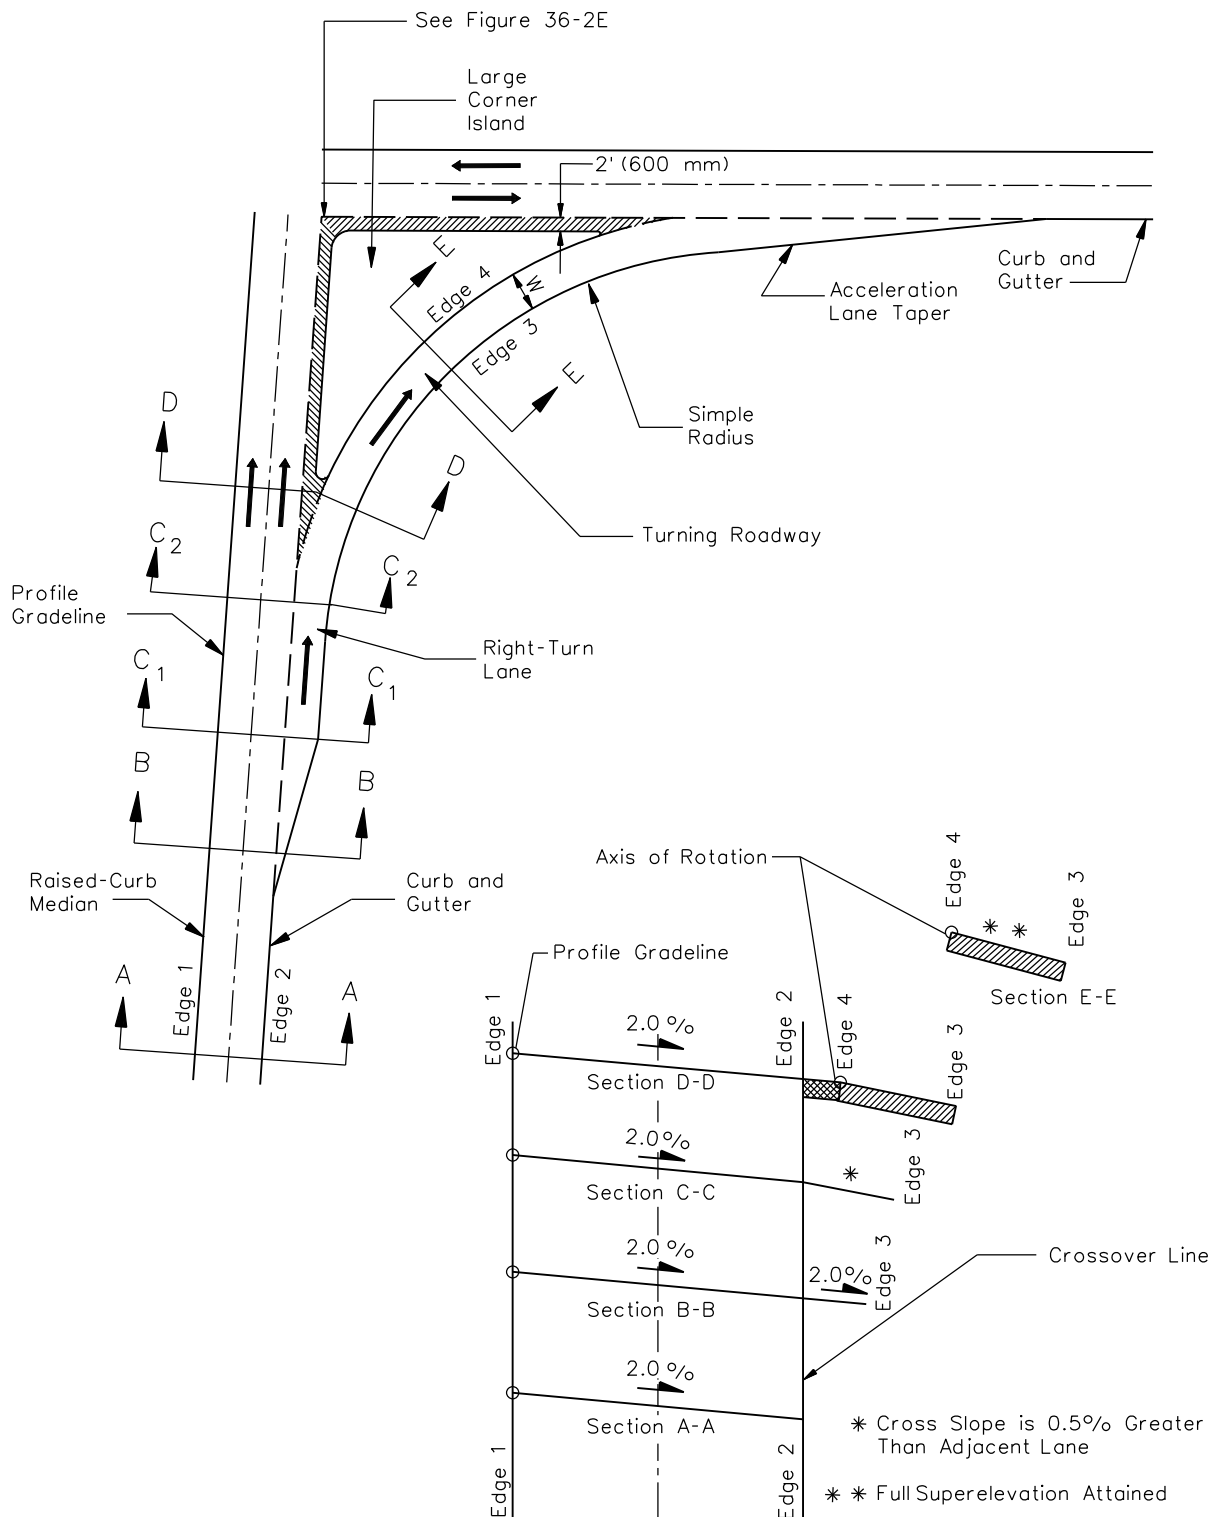 See Figure 36-2E
Large
Corner
Island
2' (600 mm)
E
Edge 4
W
Edge 3
E
Curb and
Gutter
Acceleration
Lane Taper
Simple
Radius
D
D
Turning Roadway
C2
C2
Profile
Gradeline
Right-Turn
Lane
C1
C1
B
B
Raised-Curb
Median
Curb and
Gutter
A
A
Edge 1
Edge 2
Axis of Rotation
Edge 4
* *
Edge 3
Section E-E
Profile Gradeline
Edge 1
2.0%
Edge 2
Edge 4
Edge 3
Section D-D
2.0%
*
Edge 3
Section C-C
2.0%
2.0%
Edge 3
Section B-B
Crossover Line
2.0%
Section A-A
Edge 1
Edge 2
* Cross Slope is 0.5% Greater
Than Adjacent Lane
* * Full Superelevation Attained